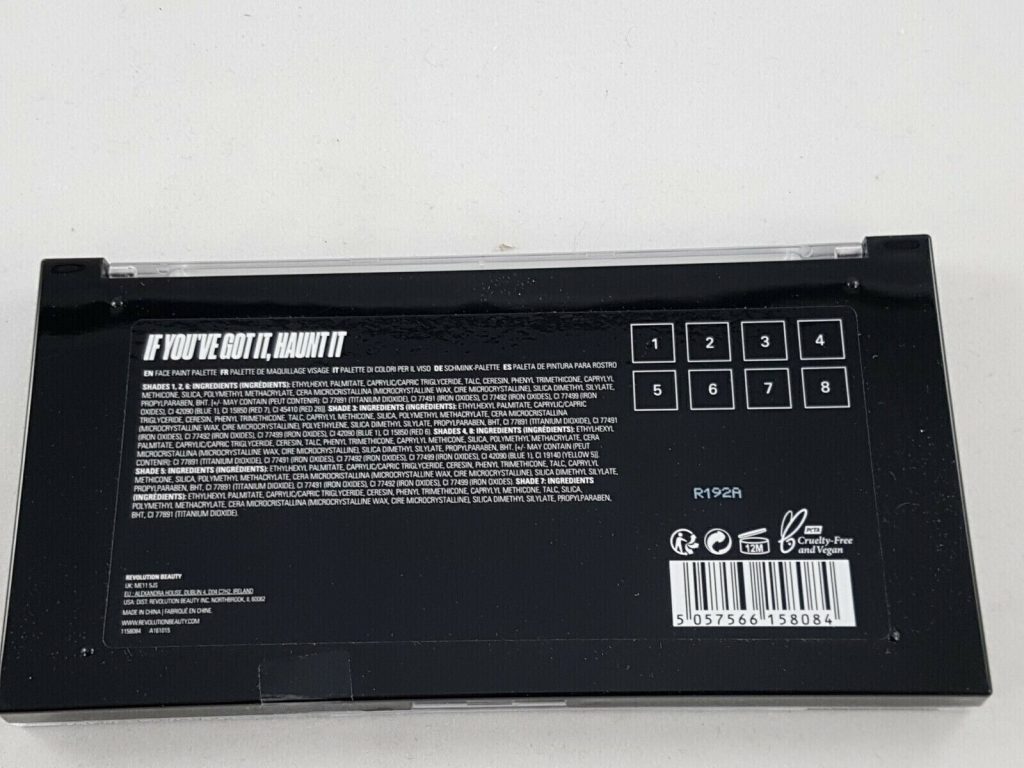 IF YOU'VE GOT IT, HAUNT IT
EN FACE PAINT PALETTE FR PALETTE DE MAQUILLAGE VISAGE IT PALETTE DI COLORI PER IL VISO DE SCHMINK-PALETTE ES PALETA DE PINTURA PARA ROSTRO
SHADES 1, 2, 6: INGREDIENTS (INGRÉDIENTS): ETHYLHEXYL PALMITATE, CAPRYLIC/CAPRIC TRIGLYCERIDE, TALC, CERESIN, PHENYL TRIMETHICONE, CAPRYLYL
METHICONE, SILICA, POLYMETHYL METHACRYLATE, CERA MICROCRISTALLINA (MICROCRYSTALLINE WAX, CIRE MICROCRYSTALLINE), SILICA DIMETHYL SILYLATE,
PROPYLPARABEN, BHT. [+/- MAY CONTAIN (PEUT CONTENIR): CI 77891 (TITANIUM DIOXIDE), CI 77491 (IRON OXIDES), CI 77492 (IRON OXIDES), CI 77499 (IRON
OXIDES), CI 42090 (BLUE 1), CI 15850 (RED 7), CI 45410 (RED 28)] SHADE 3: INGREDIENTS (INGRÉDIENTS): ETHYLHEXYL PALMITATE, CAPRYLIC/CAPRIC
TRIGLYCERIDE, CERESIN, PHENYL TRIMETHICONE, TALC, CAPRYLYL METHICONE, SILICA, POLYMETHYL METHACRYLATE, CERA MICROCRISTALLINA
(MICROCRYSTALLINE WAX, CIRE MICROCRYSTALLINE), POLYETHYLENE, SILICA DIMETHYL SILYLATE, PROPYLPARABEN, BHT, CI 77891 (TITANIUM DIOXIDE), CI 77491
(IRON OXIDES), CI 77492 (IRON OXIDES), CI 77499 (IRON OXIDES), CI 42090 (BLUE 1), CI 15850 (RED 6). SHADES 4, 8: INGREDIENTS (INGRÉDIENTS): ETHYLHEXYL
PALMITATE, CAPRYLIC/CAPRIC TRIGLYCERIDE, CERESIN, TALC, PHENYL TRIMETHICONE, CAPRYLYL METHICONE, SILICA, POLYMETHYL METHACRYLATE, CERA
MICROCRISTALLINA (MICROCRYSTALLINE WAX, CIRE MICROCRYSTALLINE), SILICA DIMETHYL SILYLATE, PROPYLPARABEN, BHT. [+/- MAY CONTAIN (PEUT
CONTENIR): CI 77891 (TITANIUM DIOXIDE), CI 77491 (IRON OXIDES), CI 77492 (IRON OXIDES), CI 77499 (IRON OXIDES), CI 42090 (BLUE 1), CI 19140 (YELLOW 5)].
SHADE 5: INGREDIENTS (INGRÉDIENTS): ETHYLHEXYL PALMITATE, CAPRYLIC/CAPRIC TRIGLYCERIDE, CERESIN, PHENYL TRIMETHICONE, TALC, CAPRYLYL
METHICONE, SILICA, POLYMETHYL METHACRYLATE, CERA MICROCRISTALLINA (MICROCRYSTALLINE WAX, CIRE MICROCRYSTALLINE), SILICA DIMETHYL SILYLATE,
PROPYLPARABEN, BHT, CI 77891 (TITANIUM DIOXIDE), CI 77491 (IRON OXIDES), CI 77492 (IRON OXIDES), CI 77499 (IRON OXIDES). SHADE 7: INGREDIENTS
(INGRÉDIENTS): ETHYLHEXYL PALMITATE, CAPRYLIC/CAPRIC TRIGLYCERIDE, CERESIN, PHENYL TRIMETHICONE, CAPRYLYL METHICONE, TALC, SILICA,
POLYMETHYL METHACRYLATE, CERA MICROCRISTALLINA (MICROCRYSTALLINE WAX, CIRE MICROCRYSTALLINE), SILICA DIMETHYL SILYLATE, PROPYLPARABEN,
BHT, CI 77891 (TITANIUM DIOXIDE).
1 2 3 4
5 6 7 8
R192A
12M
PETA
Cruelty-Free
and Vegan
5 057566 158084
REVOLUTION BEAUTY
UK: ME11 5JS
EU: ALEXANDRA HOUSE, DUBLIN 4, D04 C7H2, IRELAND
USA: DIST. REVOLUTION BEAUTY INC. NORTHBROOK, IL 60062
MADE IN CHINA | FABRIQUÉ EN CHINE
WWW.REVOLUTIONBEAUTY.COM
1158084 A161015